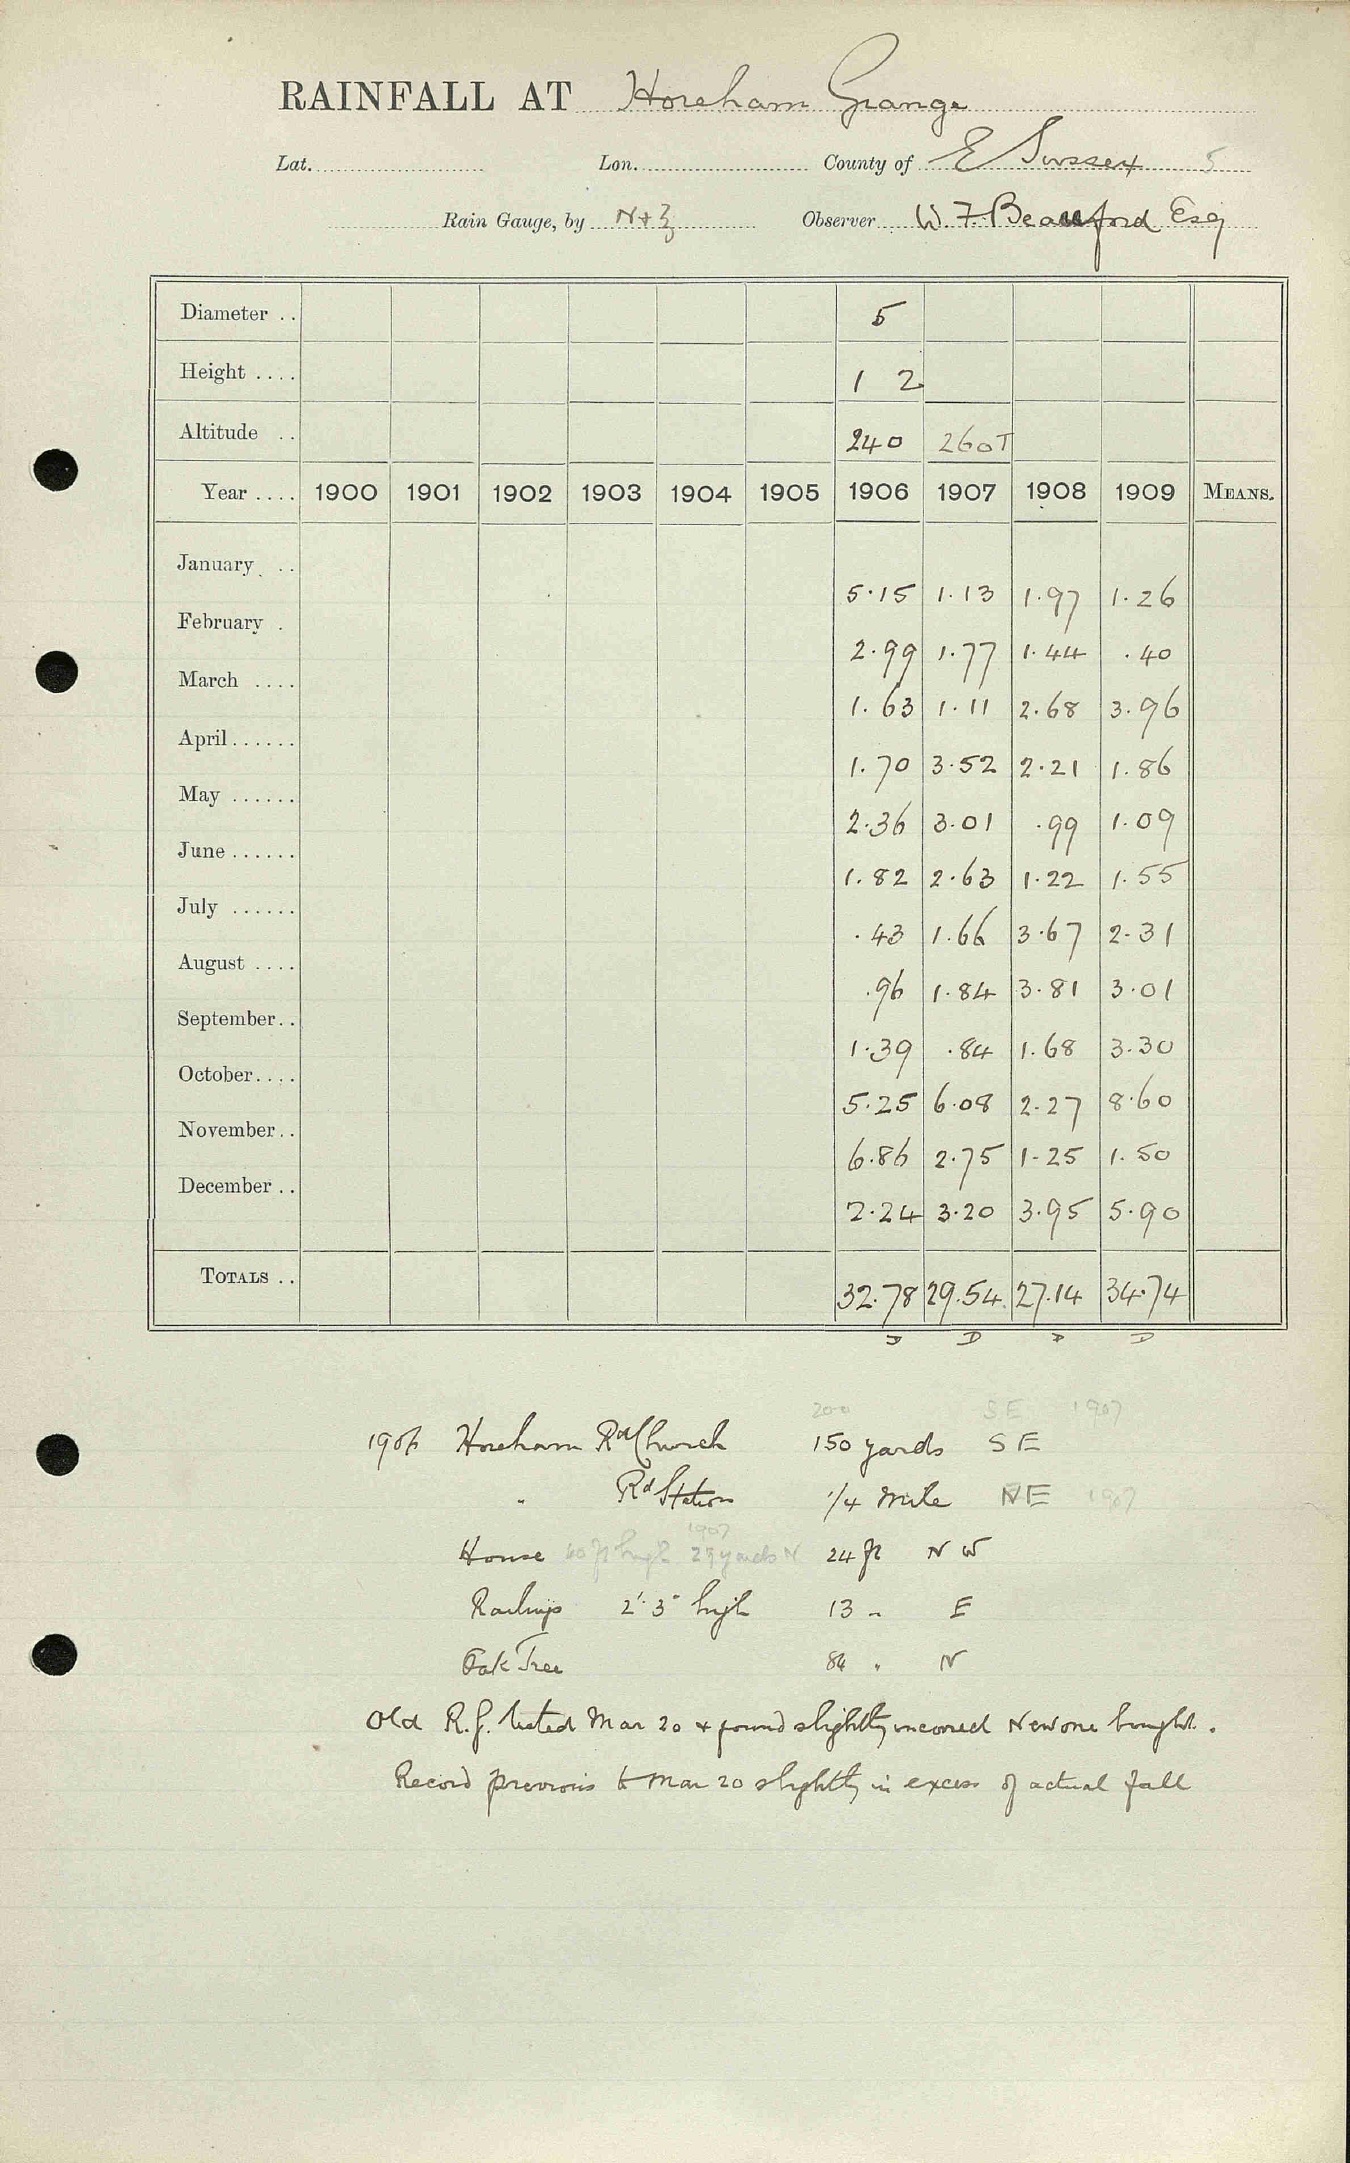 RAINFALL AT Horeham Grange
Lat. Lon. County of E Sussex 5
Rain Gauge, by N+Z Observer W. F. Beauford Esq
Diameter .. 5
Height .... 1 2
Altitude .. 240 260T
Year .... 1900 1901 1902 1903 1904 1905 1906 1907 1908 1909 MEANS.
January .. 5.15 1.13 1.97 1.26
February . 2.99 1.77 1.44 .40
March .... 1.63 1.11 2.68 3.96
April...... 1.70 3.52 2.21 1.86
May ...... 2.36 3.01 .99 1.09
June...... 1.82 2.63 1.22 1.55
July ...... .43 1.66 3.67 2.31
August .... .96 1.84 3.81 3.01
September.. 1.39 .84 1.68 3.30
October.... 5.25 6.08 2.27 8.60
November.. 6.86 2.75 1.25 1.50
December .. 2.24 3.20 3.95 5.90
TOTALS .. 32.78 29.54 27.14 34.74
D D D D
200 SE 1907
1906 Horeham Rd Church 150 yards SE
" Rd Station 1/4 mile NE 1907
1907
House 40 ft high 29 yards N 24 ft NW
Railings 2' 3" high 13 " E
Oak Tree 84 " N
Old R.G. tested Mar 20 + found slightly incorrect New one bought.
Record previous to Mar 20 slightly in excess of actual fall